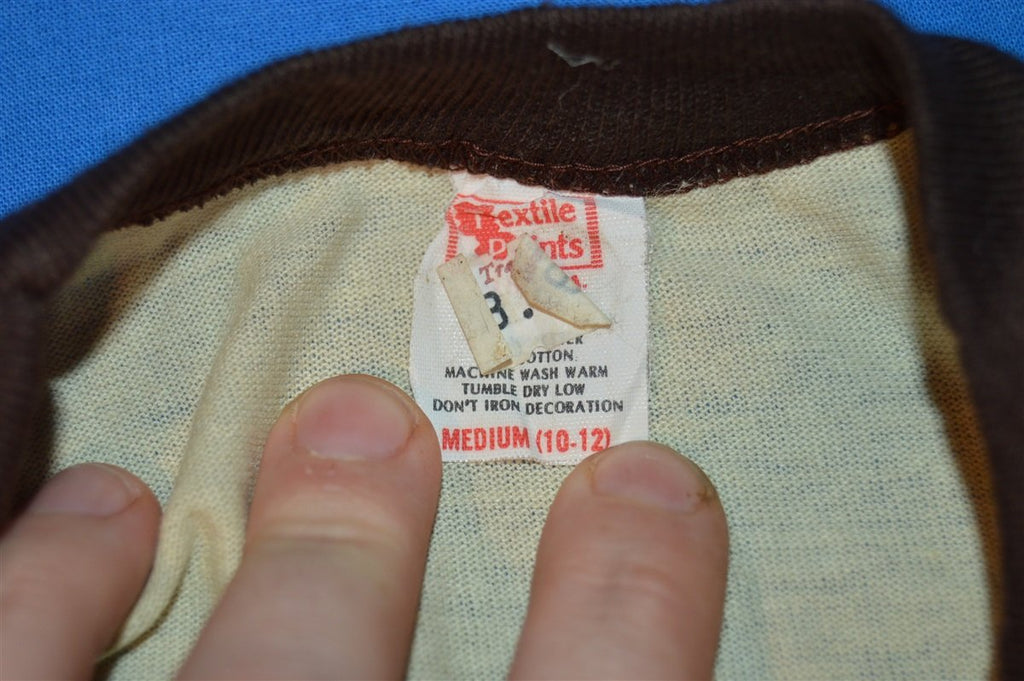 Textile
Prints
3.
COTTON
MACHINE WASH WARM
TUMBLE DRY LOW
DON'T IRON DECORATION
MEDIUM (10-12)